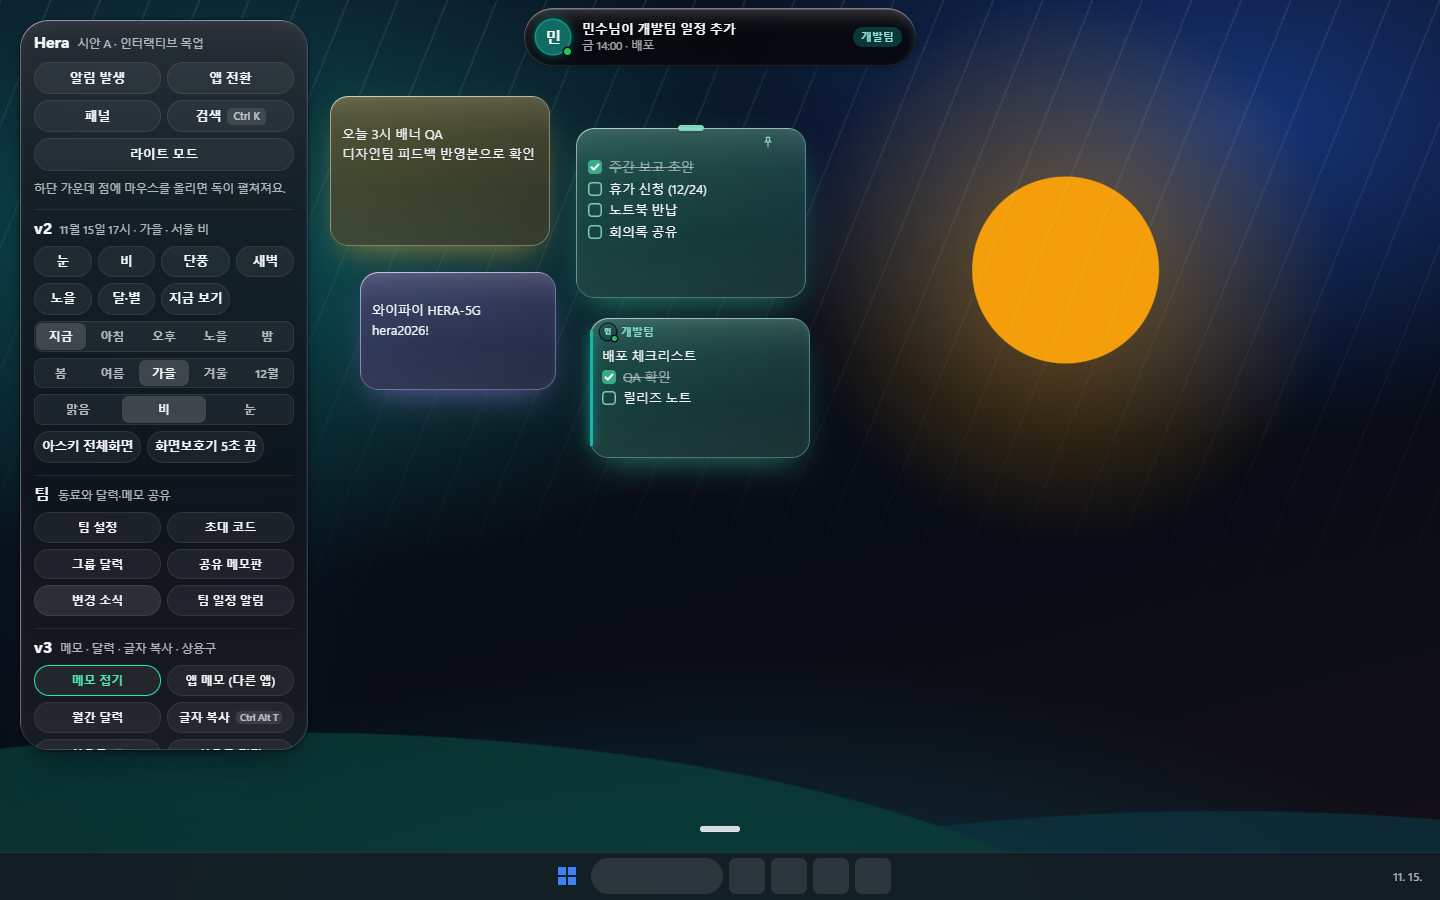 Hera 시안 A · 인터랙티브 목업
알림 발생
앱 전환
패널
검색 Ctrl K
라이트 모드
하단 가운데 점에 마우스를 올리면 독이 펼쳐져요.
v2 11월 15일 17시 · 가을 · 서울 비
눈
비
단풍
새벽
노을
달·별
지금 보기
지금
아침
오후
노을
밤
봄
여름
가을
겨울
12월
맑음
비
눈
아스키 전체화면
화면보호기 5초 끔
팀 동료와 달력·메모 공유
팀 설정
초대 코드
그룹 달력
공유 메모판
변경 소식
팀 일정 알림
v3 메모 · 달력 · 글자 복사 · 상용구
메모 접기
앱 메모 (다른 앱)
월간 달력
글자 복사 Ctrl Alt T
민
민수님이 개발팀 일정 추가
금 14:00 · 배포
개발팀
오늘 3시 배너 QA
디자인팀 피드백 반영본으로 확인
주간 보고 초안
휴가 신청 (12/24)
노트북 반납
회의록 공유
와이파이 HERA-5G
hera2026!
민 개발팀
배포 체크리스트
QA 확인
릴리즈 노트
11. 15.